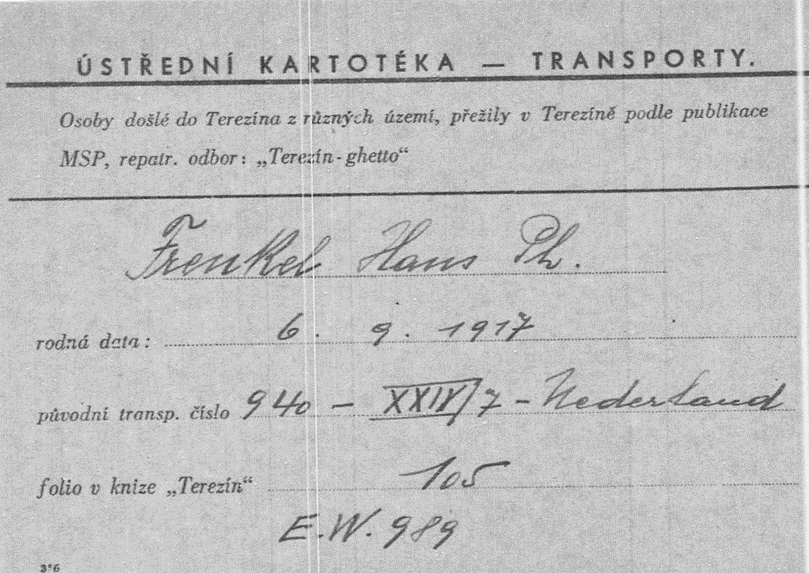 ÚSTŘEDNÍ KARTOTÉKA — TRANSPORTY.
Osoby došlé do Terezína z různých území, přežily v Terezíně podle publikace
MSP, repatr. odbor: „Terezín-ghetto“
Frenkel Hans Ph.
rodná data: 6. 9. 1917
původní transp. číslo 940 — XXIV/7 - Nederland
folio v knize „Terezín“ 105
E.W. 989